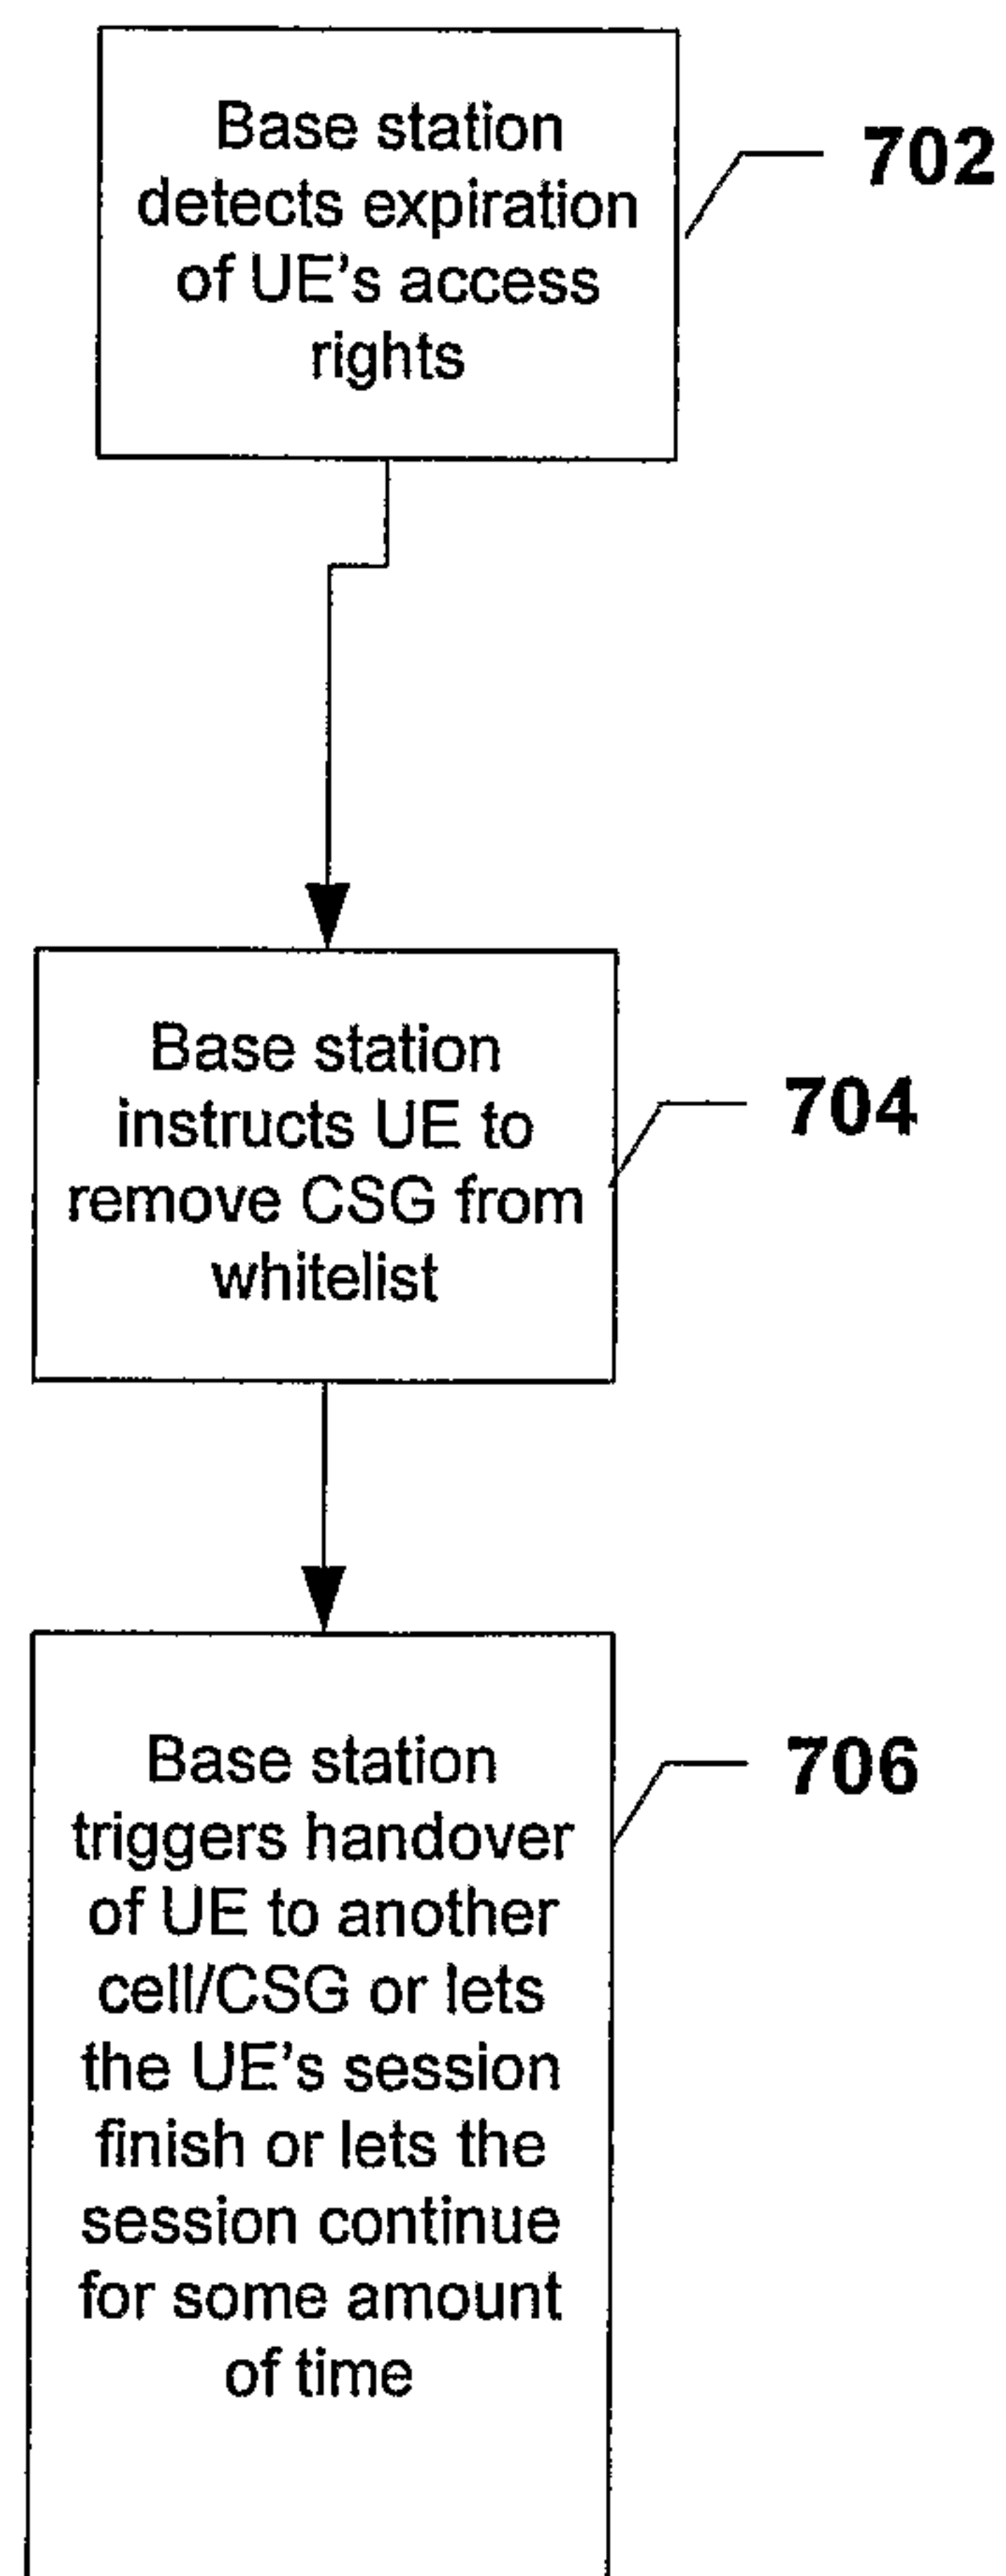 Base station
detects expiration
of UE's access
rights
702
Base station
instructs UE to
remove CSG from
whitelist
704
Base station
triggers handover
of UE to another
cell/CSG or lets
the UE's session
finish or lets the
session continue
for some amount
of time
706